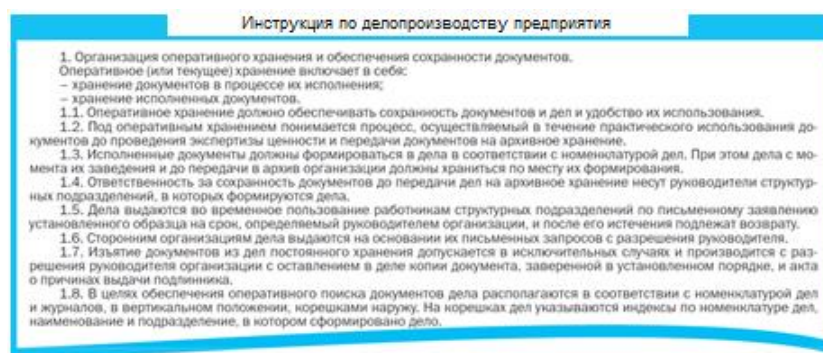 Инструкция по делопроизводству предприятия
1. Организация оперативного хранения и обеспечения сохранности документов.
Оперативное (или текущее) хранение включает в себя:
– хранение документов в процессе их исполнения;
– хранение исполненных документов.
1.1. Оперативное хранение должно обеспечивать сохранность документов и дел и удобство их использования.
1.2. Под оперативным хранением понимается процесс, осуществляемый в течение практического использования до-
кументов до проведения экспертизы ценности и передачи документов на архивное хранение.
1.3. Исполненные документы должны формироваться в дела в соответствии с номенклатурой дел. При этом дела с мо-
мента их заведения и до передачи в архив организации должны храниться по месту их формирования.
1.4. Ответственность за сохранность документов до передачи дел на архивное хранение несут руководители структур-
ных подразделений, в которых формируются дела.
1.5. Дела выдаются во временное пользование работникам структурных подразделений по письменному заявлению
установленного образца на срок, определяемый руководителем организации, и после его истечения подлежат возврату.
1.6. Сторонним организациям дела выдаются на основании их письменных запросов с разрешения руководителя.
1.7. Изъятие документов из дел постоянного хранения допускается в исключительных случаях и производится с раз-
решения руководителя организации с оставлением в деле копии документа, заверенной в установленном порядке, и акта
о причинах выдачи подлинника.
1.8. В целях обеспечения оперативного поиска документов дела располагаются в соответствии с номенклатурой дел
и журналов, в вертикальном положении, корешками наружу. На корешках дел указываются индексы по номенклатуре дел,
наименование и подразделение, в котором сформировано дело.